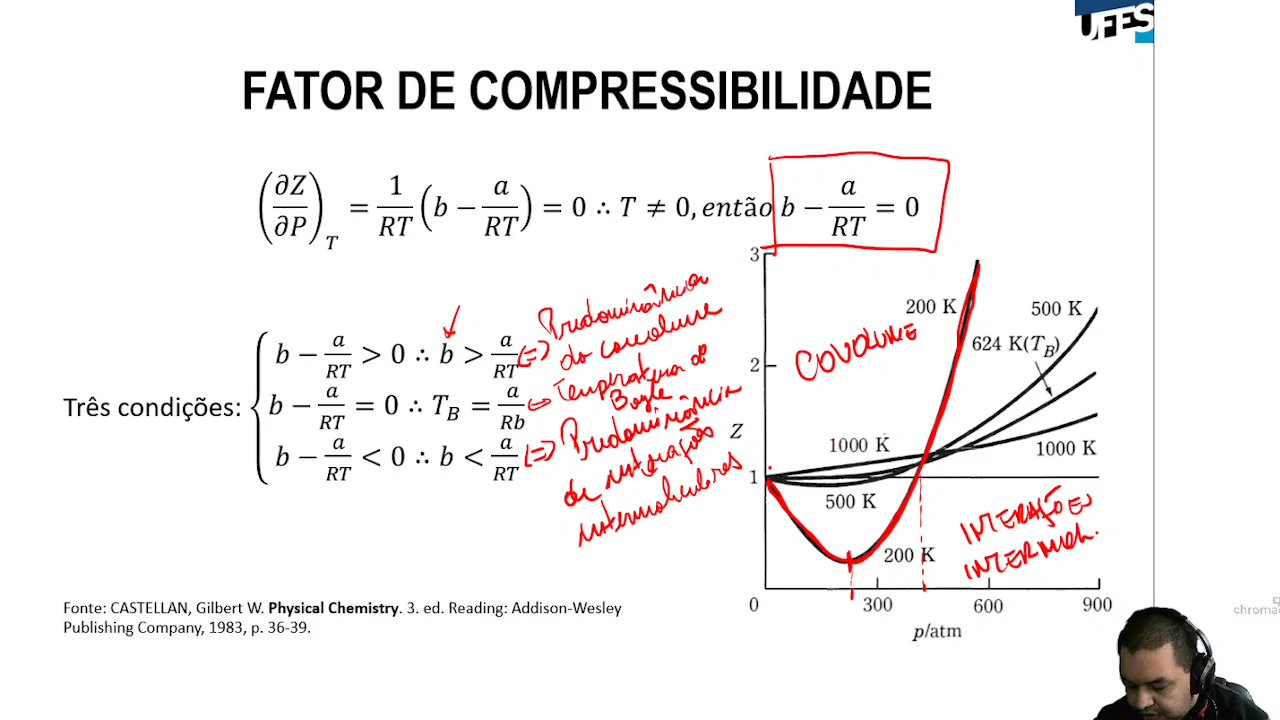 UFES
FATOR DE COMPRESSIBILIDADE
(∂Z/∂P)_T = 1/RT (b − a/RT) = 0 ∴ T ≠ 0, então b − a/RT = 0
Três condições:
b − a/RT > 0 ∴ b > a/RT
b − a/RT = 0 ∴ T_B = a/Rb
b − a/RT < 0 ∴ b < a/RT
Predominância
do covolume
Temperatura de
Boyle
Predominância
de interações
intermoleculares
3
2
Z
1
0
300
600
900
p/atm
200 K
500 K
624 K(T_B)
1000 K
1000 K
500 K
200 K
COVOLUME
INTERAÇÕES
INTERMOL.
Fonte: CASTELLAN, Gilbert W. Physical Chemistry. 3. ed. Reading: Addison-Wesley
Publishing Company, 1983, p. 36-39.